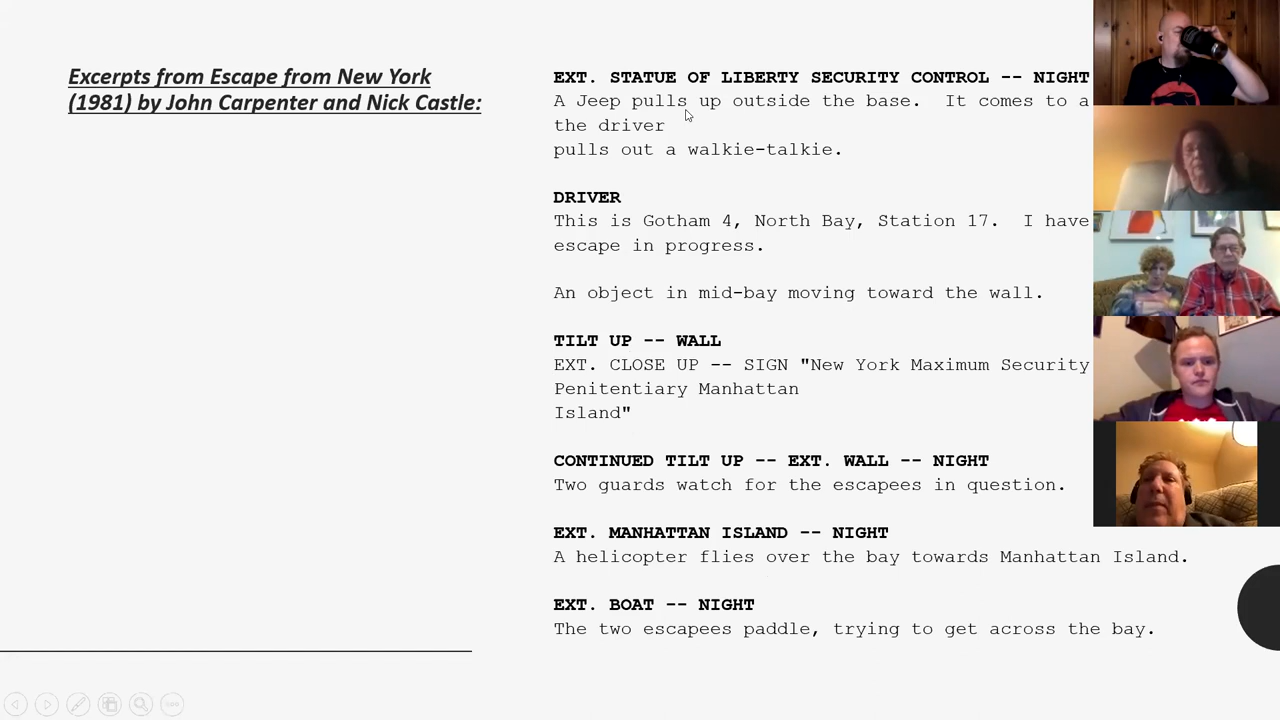 Excerpts from Escape from New York
(1981) by John Carpenter and Nick Castle:
EXT. STATUE OF LIBERTY SECURITY CONTROL -- NIGHT
A Jeep pulls up outside the base.  It comes to a
the driver
pulls out a walkie-talkie.
DRIVER
This is Gotham 4, North Bay, Station 17.  I have
escape in progress.
An object in mid-bay moving toward the wall.
TILT UP -- WALL
EXT. CLOSE UP -- SIGN "New York Maximum Security
Penitentiary Manhattan
Island"
CONTINUED TILT UP -- EXT. WALL -- NIGHT
Two guards watch for the escapees in question.
EXT. MANHATTAN ISLAND -- NIGHT
A helicopter flies over the bay towards Manhattan Island.
EXT. BOAT -- NIGHT
The two escapees paddle, trying to get across the bay.